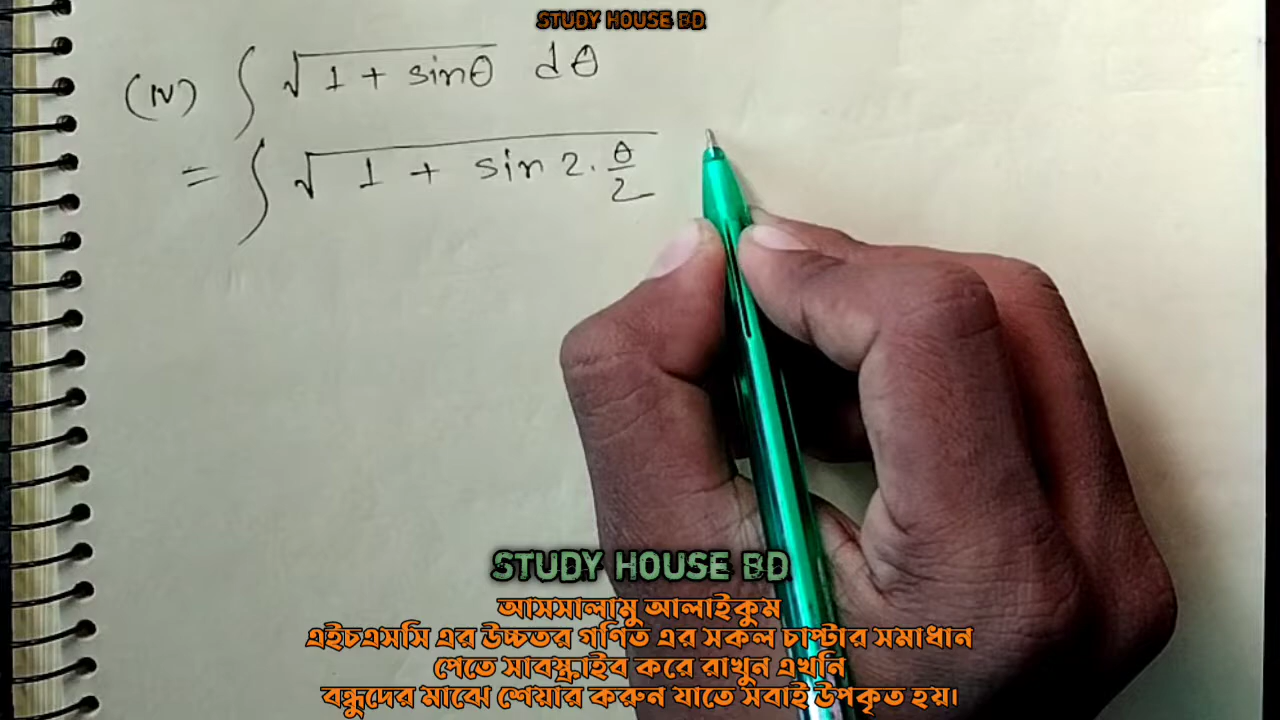 STUDY HOUSE BD
(iv) ∫ √1 + sinθ dθ
= ∫ √1 + sin 2. θ/2
STUDY HOUSE BD
আসসালামু আলাইকুম
এইচএসসি এর উচ্চতর গণিত এর সকল চাপ্টার সমাধান
পেতে সাবস্ক্রাইব করে রাখুন এখনি
বন্ধুদের মাঝে শেয়ার করুন যাতে সবাই উপকৃত হয়।